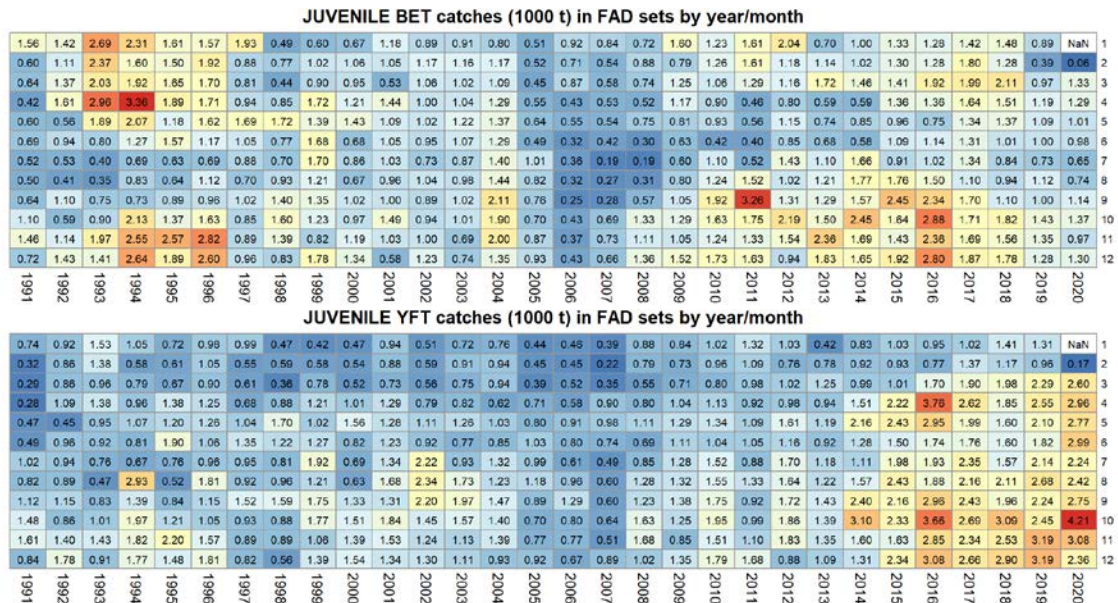 JUVENILE BET catches (1000 t) in FAD sets by year/month
1.56 1.42 2.69 2.31 1.61 1.57 1.93 0.49 0.60 0.67 1.18 0.89 0.91 0.80 0.51 0.92 0.84 0.72 1.60 1.23 1.61 2.04 0.70 1.00 1.33 1.28 1.42 1.48 0.89 NaN 1
0.60 1.11 2.37 1.60 1.50 1.92 0.88 0.77 1.02 1.06 1.05 1.17 1.16 1.17 0.52 0.71 0.54 0.88 0.79 1.26 1.61 1.18 1.14 1.02 1.30 1.28 1.80 1.28 0.39 0.06 2
0.64 1.37 2.03 1.92 1.65 1.70 0.81 0.44 0.90 0.95 0.53 1.06 1.02 1.09 0.45 0.87 0.58 0.74 1.25 1.06 1.29 1.16 1.72 1.46 1.41 1.92 1.99 2.11 0.97 1.33 3
0.42 1.61 2.96 3.36 1.89 1.71 0.94 0.85 1.72 1.21 1.44 1.00 1.04 1.29 0.55 0.43 0.53 0.52 1.17 0.90 0.46 0.80 0.59 0.59 1.36 1.36 1.64 1.51 1.19 1.29 4
0.60 0.56 1.89 2.07 1.18 1.62 1.69 1.72 1.39 1.43 1.09 1.02 1.22 1.37 0.64 0.55 0.54 0.75 0.81 0.93 0.56 1.15 0.74 0.85 0.96 0.75 1.34 1.37 1.09 1.01 5
0.69 0.94 0.80 1.27 1.57 1.17 1.05 0.77 1.68 0.68 1.05 0.95 1.07 1.29 0.49 0.32 0.42 0.30 0.63 0.42 0.40 0.85 0.68 0.58 1.09 1.14 1.31 1.01 1.00 0.98 6
0.52 0.53 0.40 0.69 0.63 0.69 0.88 0.70 1.70 0.86 1.03 0.73 0.87 1.40 1.01 0.36 0.19 0.19 0.60 1.10 0.52 1.43 1.10 1.66 0.91 1.02 1.34 0.84 0.73 0.65 7
0.50 0.41 0.35 0.83 0.64 1.12 0.70 0.93 1.21 0.67 0.96 1.04 0.98 1.44 0.82 0.32 0.27 0.31 0.80 1.24 1.52 1.02 1.21 1.77 1.76 1.50 1.10 0.94 1.12 0.74 8
0.64 1.10 0.75 0.73 0.89 0.96 1.02 1.40 1.35 1.02 1.00 0.89 1.02 2.11 0.76 0.25 0.28 0.57 1.05 1.92 3.26 1.31 1.29 1.57 2.45 2.34 1.70 1.10 1.00 1.14 9
1.10 0.59 0.90 2.13 1.37 1.63 0.85 1.60 1.23 0.97 1.49 0.94 1.01 1.90 0.70 0.43 0.69 1.33 1.29 1.63 1.75 2.19 1.50 2.45 1.64 2.88 1.71 1.82 1.43 1.37 10
1.46 1.14 1.97 2.55 2.57 2.82 0.89 1.39 0.82 1.19 1.03 1.00 0.69 2.00 0.87 0.37 0.73 1.11 1.05 1.24 1.33 1.54 2.36 1.69 1.43 2.36 1.69 1.56 1.35 0.97 11
0.72 1.43 1.41 2.64 1.89 2.60 0.96 0.83 1.78 1.34 0.58 1.23 0.74 1.35 0.93 0.43 0.66 1.36 1.52 1.73 1.63 0.94 1.83 1.65 1.92 2.80 1.87 1.78 1.28 1.30 12
1991 1992 1993 1994 1995 1996 1997 1998 1999 2000 2001 2002 2003 2004 2005 2006 2007 2008 2009 2010 2011 2012 2013 2014 2015 2016 2017 2018 2019 2020
JUVENILE YFT catches (1000 t) in FAD sets by year/month
0.74 0.92 1.53 1.05 0.72 0.98 0.99 0.47 0.42 0.47 0.94 0.51 0.72 0.76 0.44 0.46 0.39 0.88 0.84 1.02 1.32 1.03 0.42 0.83 1.03 0.95 1.02 1.41 1.31 NaN 1
0.32 0.86 1.38 0.58 0.61 1.05 0.55 0.59 0.58 0.54 0.88 0.59 0.91 0.94 0.45 0.45 0.22 0.79 0.73 0.96 1.09 0.76 0.78 0.92 0.93 0.77 1.37 1.17 0.96 0.17 2
0.29 0.86 0.96 0.79 0.67 0.90 0.61 0.36 0.78 0.52 0.73 0.56 0.75 0.94 0.39 0.52 0.35 0.55 0.71 0.80 0.98 1.02 1.25 0.99 1.01 1.70 1.90 1.98 2.29 2.60 3
0.28 1.09 1.38 0.96 1.38 1.25 0.68 0.88 1.21 1.01 1.29 0.79 0.82 0.62 0.71 0.58 0.90 0.80 1.04 1.13 0.92 0.98 0.94 1.51 2.22 3.76 2.62 1.85 2.55 2.96 4
0.47 0.45 0.95 1.07 1.20 1.26 1.04 1.70 1.02 1.56 1.28 1.11 1.26 1.03 0.80 0.91 0.98 1.11 1.29 1.34 1.09 1.61 1.14 2.16 2.43 2.95 1.99 1.60 2.10 2.77 5
0.49 0.96 0.92 0.81 1.90 1.06 1.35 1.22 1.27 0.82 1.23 0.92 0.77 0.85 1.03 0.80 0.74 0.69 1.11 1.04 1.05 1.16 0.92 1.28 1.50 1.74 1.76 1.60 1.82 2.99 6
1.02 0.94 0.76 0.67 0.76 0.96 0.95 0.81 1.92 0.69 1.34 2.22 0.93 1.32 0.99 0.61 0.49 0.85 1.28 1.52 0.88 1.70 1.18 1.11 1.98 1.93 2.35 1.57 2.14 2.24 7
0.82 0.89 0.47 2.93 0.52 1.81 0.92 0.96 1.21 0.63 1.68 2.34 1.73 1.23 1.18 0.96 0.60 1.28 1.32 1.55 1.33 1.64 1.22 1.57 2.43 1.88 2.16 2.11 2.68 2.42 8
1.12 1.15 0.83 1.39 0.84 1.15 1.52 1.59 1.75 1.33 1.31 2.20 1.97 1.47 0.89 1.29 0.60 1.23 1.38 1.75 0.92 1.72 1.43 2.40 2.16 2.96 2.43 1.96 2.24 2.75 9
1.48 0.86 1.01 1.97 1.21 1.05 0.93 0.88 1.77 1.51 1.84 1.45 1.57 1.40 0.70 0.80 0.64 1.63 1.25 1.95 0.99 1.86 1.39 3.10 2.33 3.66 2.69 3.09 2.45 4.21 10
1.61 1.40 1.43 1.82 2.20 1.57 0.89 0.89 1.06 1.39 1.53 1.24 1.13 1.39 0.77 0.77 0.51 1.68 0.85 1.51 1.10 1.83 1.35 1.60 1.63 2.85 2.34 2.53 3.19 3.08 11
0.84 1.78 0.91 1.77 1.48 1.81 0.82 0.56 1.39 1.54 1.34 1.30 1.11 0.93 0.92 0.67 0.89 1.02 1.35 1.79 1.68 0.88 1.09 1.31 2.34 3.08 2.66 2.90 3.19 2.36 12
1991 1992 1993 1994 1995 1996 1997 1998 1999 2000 2001 2002 2003 2004 2005 2006 2007 2008 2009 2010 2011 2012 2013 2014 2015 2016 2017 2018 2019 2020